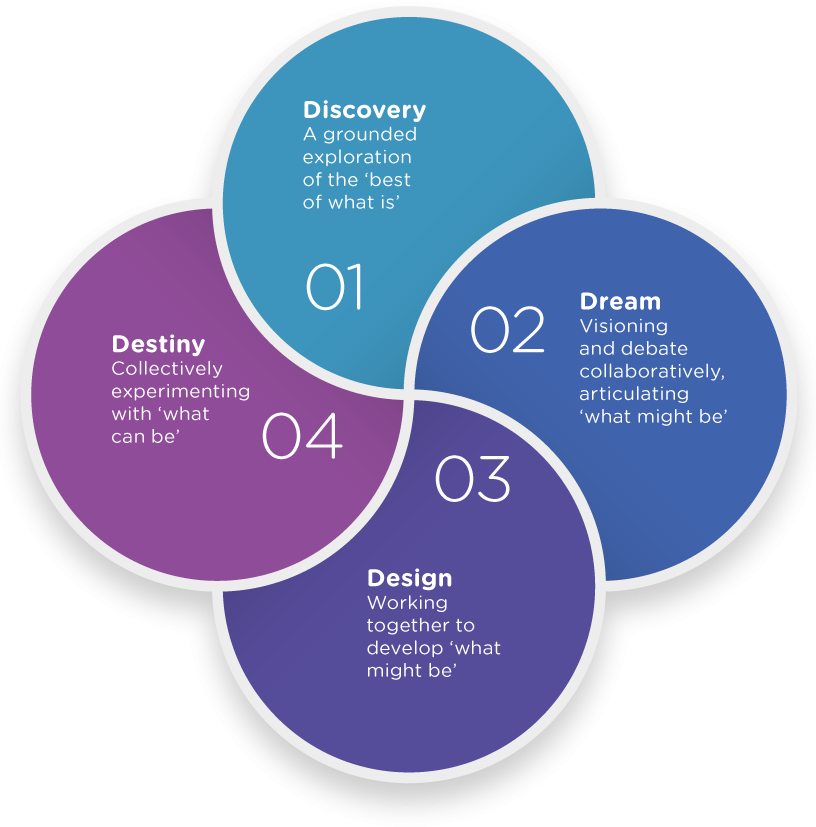 Discovery
A grounded
exploration
of the ‘best
of what is’
01
02
Dream
Visioning
and debate
collaboratively,
articulating
‘what might be’
03
Design
Working
together to
develop ‘what
might be’
Destiny
Collectively
experimenting
with ‘what
can be’
04